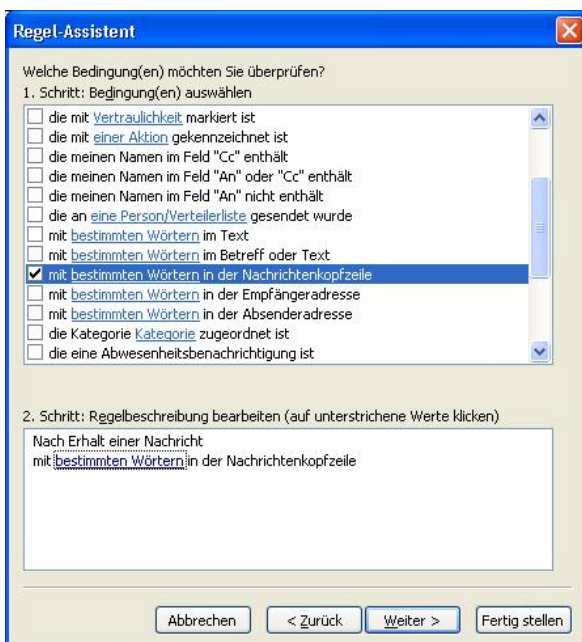 Regel-Assistent
Welche Bedingung(en) möchten Sie überprüfen?
1. Schritt: Bedingung(en) auswählen
die mit Vertraulichkeit markiert ist
die mit einer Aktion gekennzeichnet ist
die meinen Namen im Feld "Cc" enthält
die meinen Namen im Feld "An" oder "Cc" enthält
die meinen Namen im Feld "An" nicht enthält
die an eine Person/Verteilerliste gesendet wurde
mit bestimmten Wörtern im Text
mit bestimmten Wörtern im Betreff oder Text
mit bestimmten Wörtern in der Nachrichtenkopfzeile
mit bestimmten Wörtern in der Empfängeradresse
mit bestimmten Wörtern in der Absenderadresse
die Kategorie Kategorie zugeordnet ist
die eine Abwesenheitsbenachrichtigung ist
2. Schritt: Regelbeschreibung bearbeiten (auf unterstrichene Werte klicken)
Nach Erhalt einer Nachricht
mit bestimmten Wörtern in der Nachrichtenkopfzeile
Abbrechen < Zurück Weiter > Fertig stellen